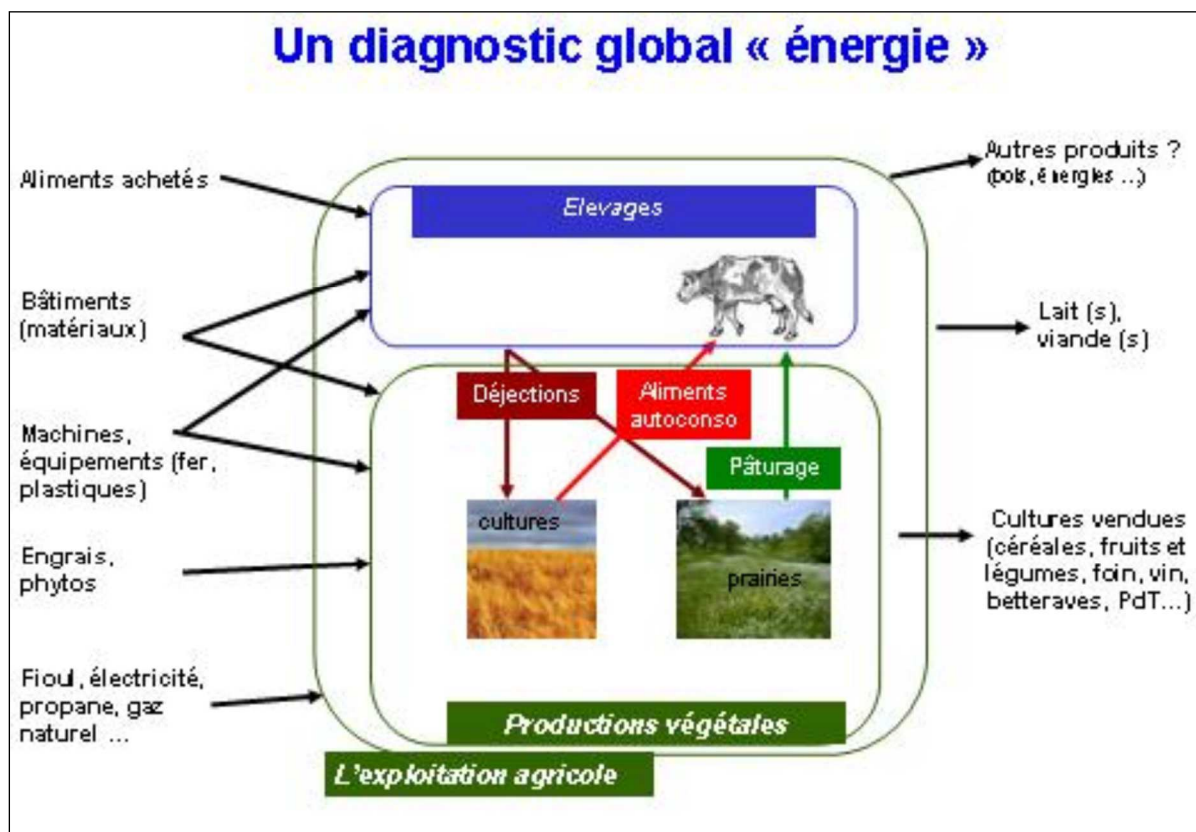 Un diagnostic global « énergie »
Aliments achetés
Bâtiments
(matériaux)
Machines,
équipements (fer,
plastiques)
Engrais,
phytos
Fioul, électricité,
propane, gaz
naturel ...
Elevages
Déjections
Aliments
autoconso
Pâturage
cultures
prairies
Productions végétales
L'exploitation agricole
Autres produits ?
(bois, énergies ...)
Lait (s),
viande (s)
Cultures vendues
(céréales, fruits et
légumes, foin, vin,
betteraves, PdT...)